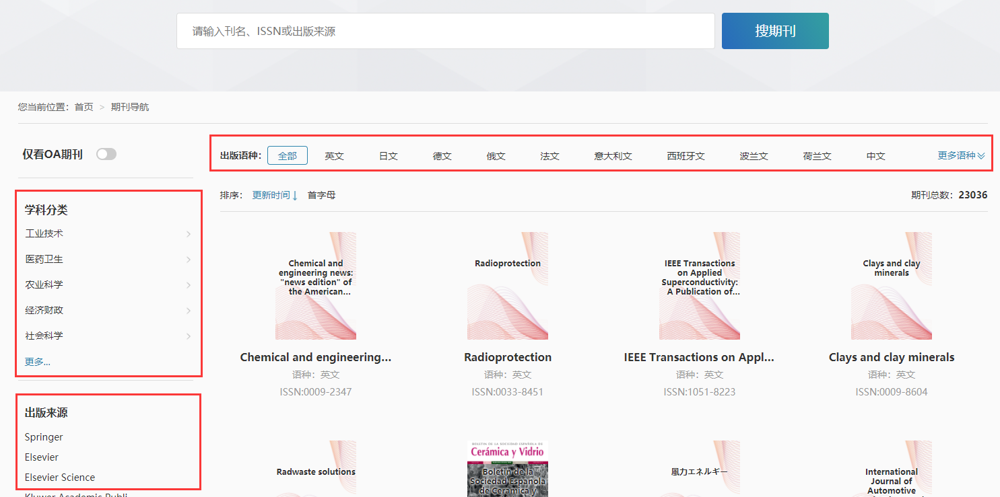 请输入刊名、ISSN或出版来源
搜期刊
您当前位置：首页 > 期刊导航
仅看OA期刊
出版语种： 全部 英文 日文 德文 俄文 法文 意大利文 西班牙文 波兰文 荷兰文 中文 更多语种
排序： 更新时间↓ 首字母
期刊总数：23036
学科分类
工业技术
医药卫生
农业科学
经济财政
社会科学
更多...
出版来源
Springer
Elsevier
Elsevier Science
Kluwer Academic Publi
Chemical and
engineering news:
"news edition" of
the American...
Chemical and engineering...
语种：英文
ISSN:0009-2347
Radioprotection
Radioprotection
语种：英文
ISSN:0033-8451
IEEE Transactions
on Applied
Superconductivity:
A Publication of...
IEEE Transactions on Appl...
语种：英文
ISSN:1051-8223
Clays and clay
minerals
Clays and clay minerals
语种：英文
ISSN:0009-8604
Radwaste solutions
BOLETIN DE LA SOCIEDAD ESPAÑOLA DE
Cerámica y Vidrio
Boletín de la
Sociedad Española
de Cerámica y
風力エネルギー
International
Journal of
Automotive